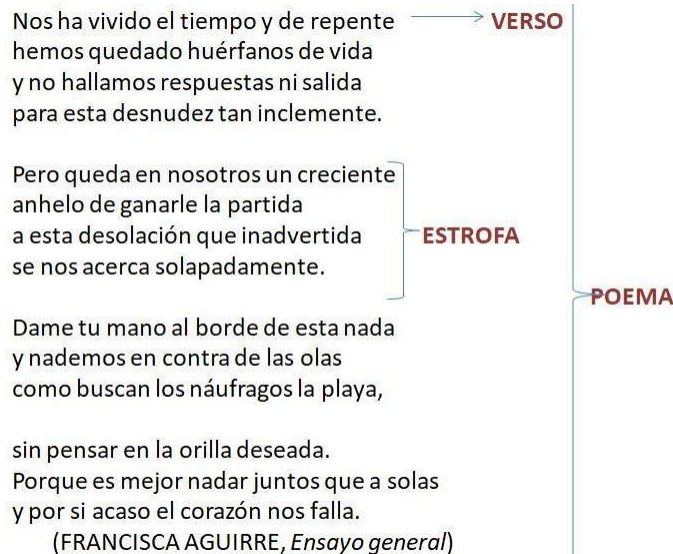 Nos ha vivido el tiempo y de repente → VERSO
hemos quedado huérfanos de vida
y no hallamos respuestas ni salida
para esta desnudez tan inclemente.
Pero queda en nosotros un creciente
anhelo de ganarle la partida
a esta desolación que inadvertida
ESTROFA
se nos acerca solapadamente.
POEMA
Dame tu mano al borde de esta nada
y nademos en contra de las olas
como buscan los náufragos la playa,
sin pensar en la orilla deseada.
Porque es mejor nadar juntos que a solas
y por si acaso el corazón nos falla.
(FRANCISCA AGUIRRE, Ensayo general)